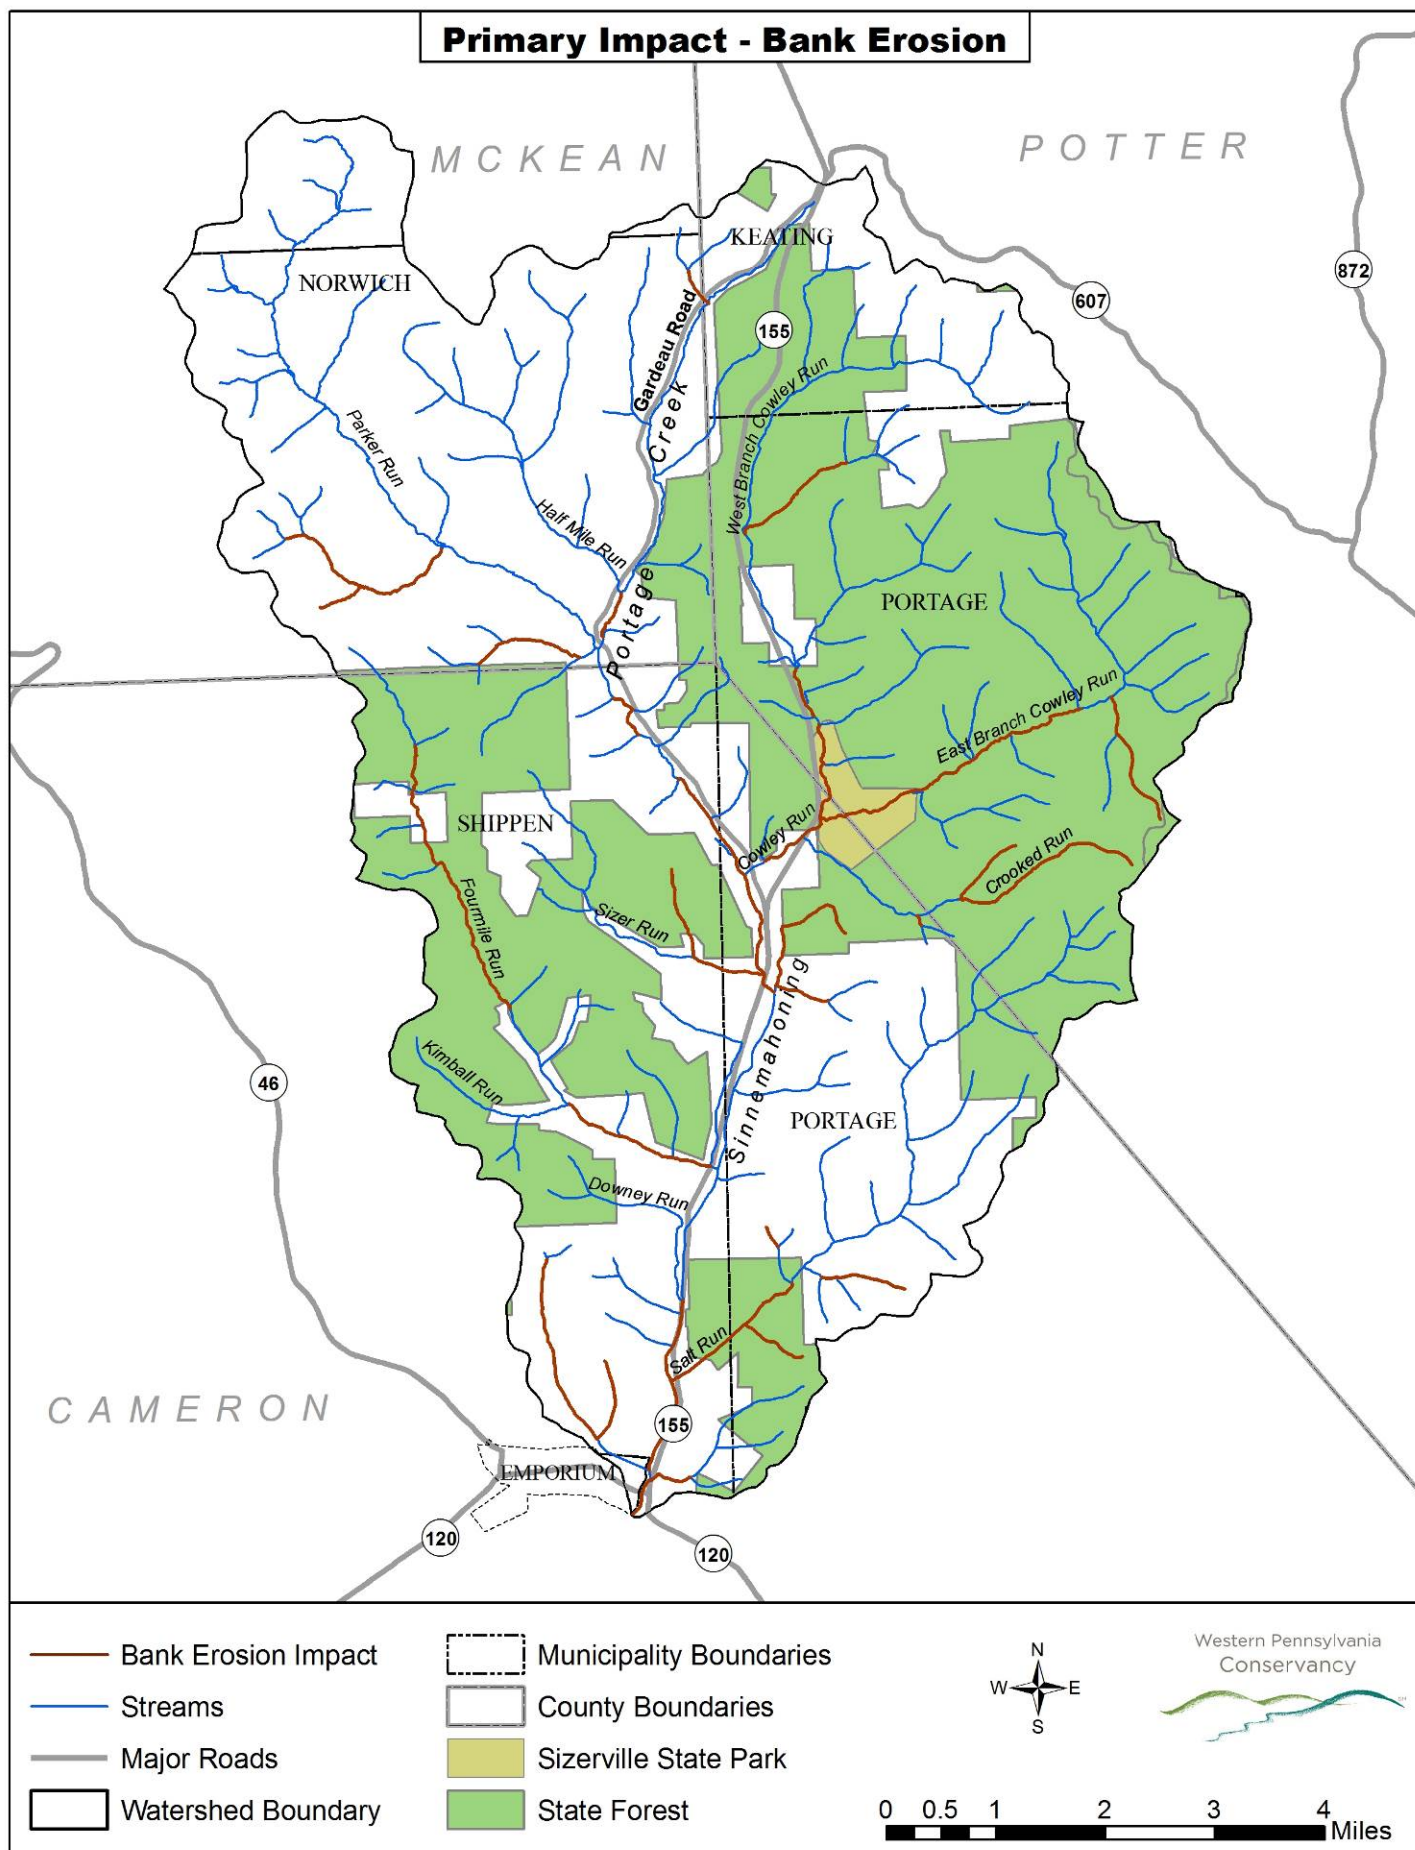 Primary Impact - Bank Erosion
MCKEAN
POTTER
KEATING
NORWICH
872
607
155
Gardeau Road
West Branch Cowley Run
Parker Run
Half Mile Run
Portage Creek
PORTAGE
East Branch Cowley Run
SHIPPEN
Cowley Run
Crooked Run
Fourmile Run
Sizer Run
Sinnemahoning
46
Kimball Run
PORTAGE
Downey Run
Salt Run
CAMERON
155
EMPORIUM
120
120
Bank Erosion Impact
Streams
Major Roads
Watershed Boundary
Municipality Boundaries
County Boundaries
Sizerville State Park
State Forest
N
W E
S
Western Pennsylvania
Conservancy
0 0.5 1 2 3 4
Miles